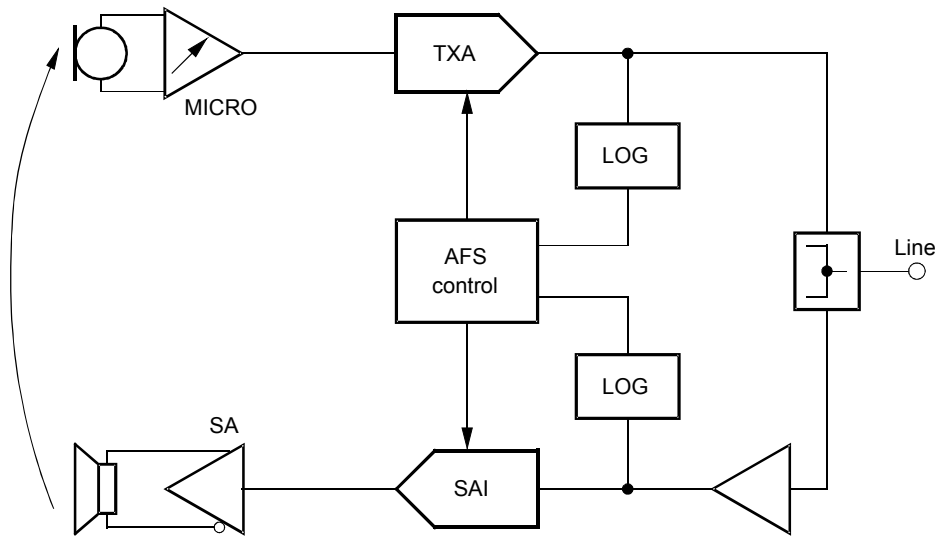 TXA
MICRO
LOG
AFS
control
Line
LOG
SA
SAI